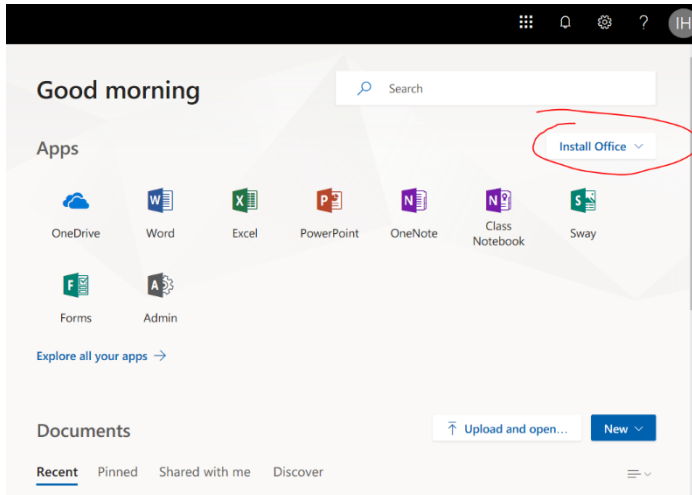 IH
Good morning
Search
Apps
Install Office
OneDrive Word Excel PowerPoint OneNote Class Notebook Sway
Forms Admin
Explore all your apps →
Documents
Upload and open... New
Recent Pinned Shared with me Discover